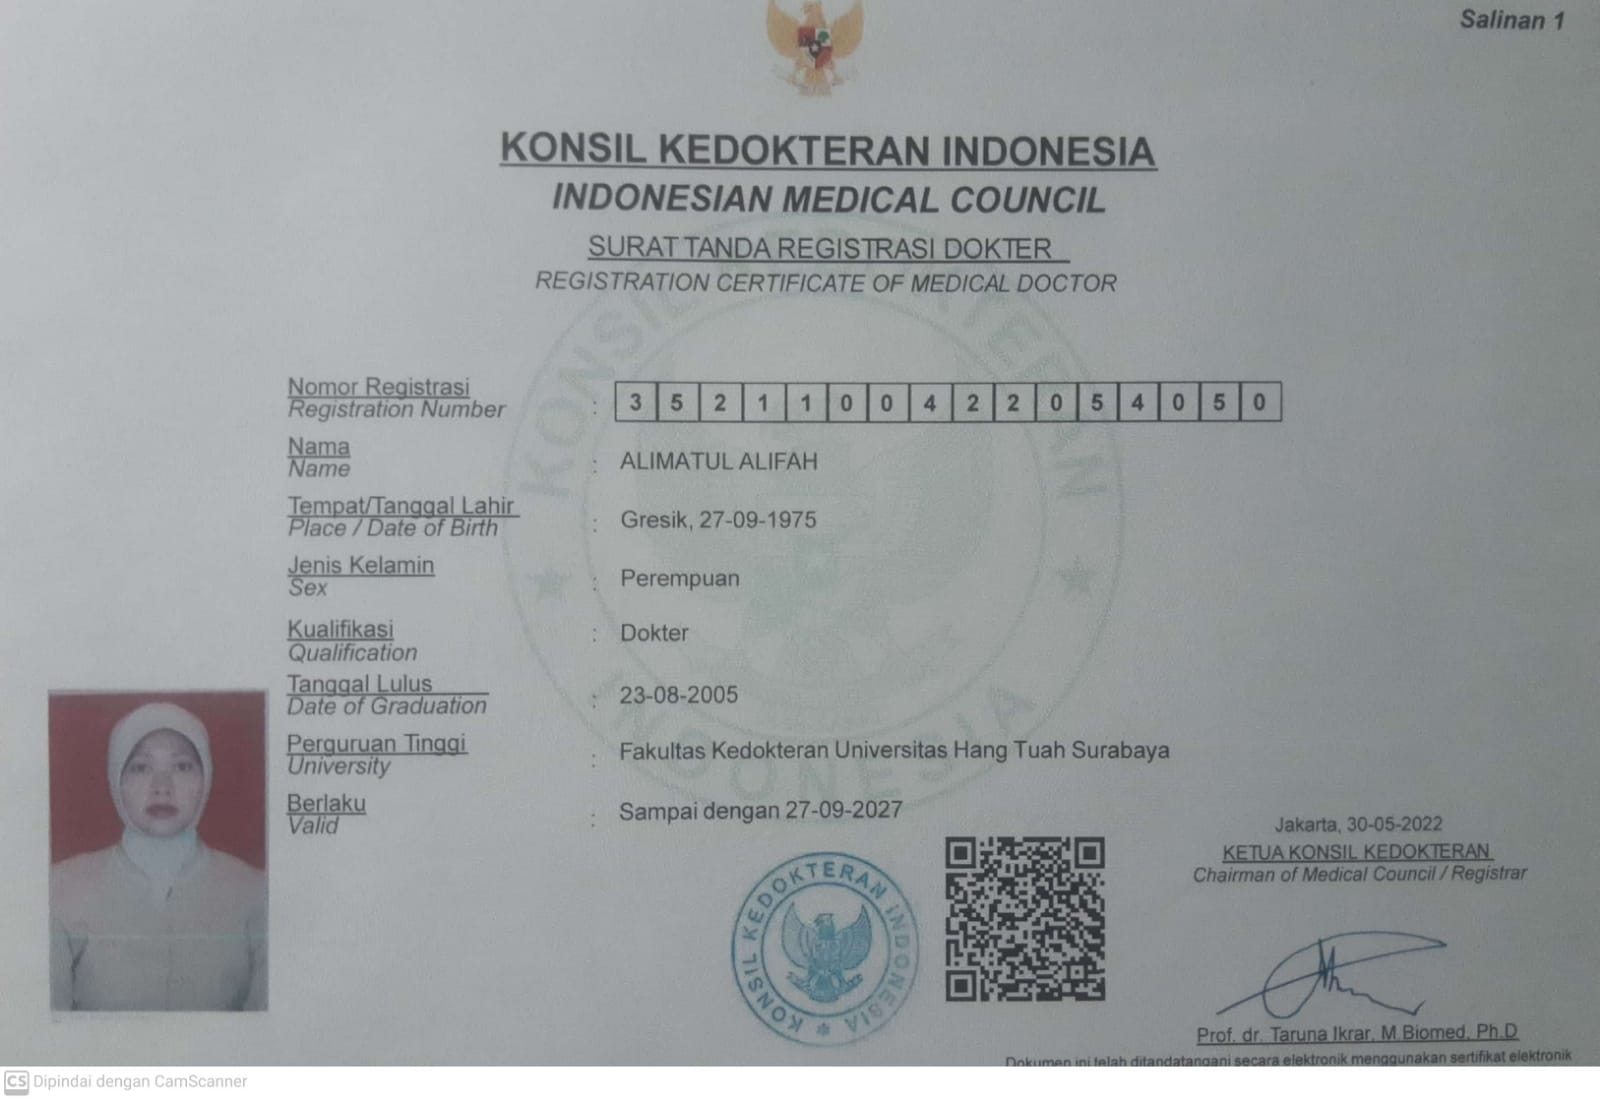 Salinan 1
KONSIL KEDOKTERAN INDONESIA
INDONESIAN MEDICAL COUNCIL
SURAT TANDA REGISTRASI DOKTER
REGISTRATION CERTIFICATE OF MEDICAL DOCTOR
Nomor Registrasi
Registration Number : 3 5 2 1 1 0 0 4 2 2 0 5 4 0 5 0
Nama
Name : ALIMATUL ALIFAH
Tempat/Tanggal Lahir
Place / Date of Birth : Gresik, 27-09-1975
Jenis Kelamin
Sex : Perempuan
Kualifikasi : Dokter
Qualification
Tanggal Lulus
Date of Graduation : 23-08-2005
Perguruan Tinggi
University : Fakultas Kedokteran Universitas Hang Tuah Surabaya
Berlaku
Valid : Sampai dengan 27-09-2027
Jakarta, 30-05-2022
KETUA KONSIL KEDOKTERAN
Chairman of Medical Council / Registrar
KONSIL KEDOKTERAN INDONESIA
KONSIL KEDOKTERAN INDONESIA
Prof. dr. Taruna Ikrar, M.Biomed, Ph.D
Dokumen ini telah ditandatangani secara elektronik menggunakan sertifikat elektronik
CS Dipindai dengan CamScanner